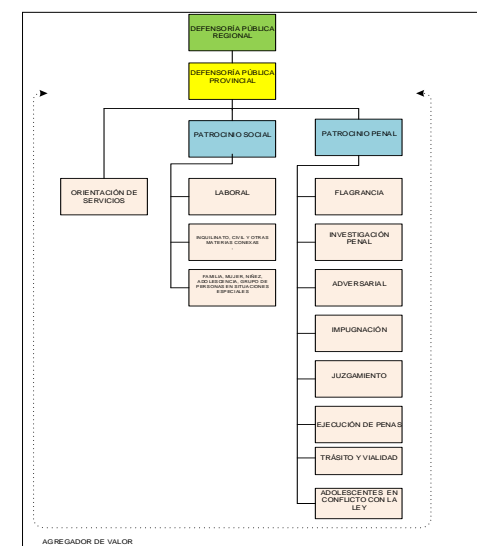 DEFENSORÍA PÚBLICA
REGIONAL
DEFENSORÍA PÚBLICA
PROVINCIAL
PATROCINIO SOCIAL
PATROCINIO PENAL
ORIENTACIÓN DE
SERVICIOS
LABORAL
INQUILINATO, CIVIL Y OTRAS
MATERIAS CONEXAE
.
FAMILIA, MUJER, NIÑEZ,
ADOLESCENCIA, GRUPO DE
PERSONAS EN SITUACIONES
ESPECIALES
FLAGRANCIA
INVESTIGACIÓN
PENAL
ADVERSARIAL
IMPUGNACIÓN
JUZGAMIENTO
EJECUCIÓN DE PENAS
TRÁSITO Y VIALIDAD
ADOLESCENTES EN
CONFLICTO CON LA
LEY
AGREGADOR DE VALOR